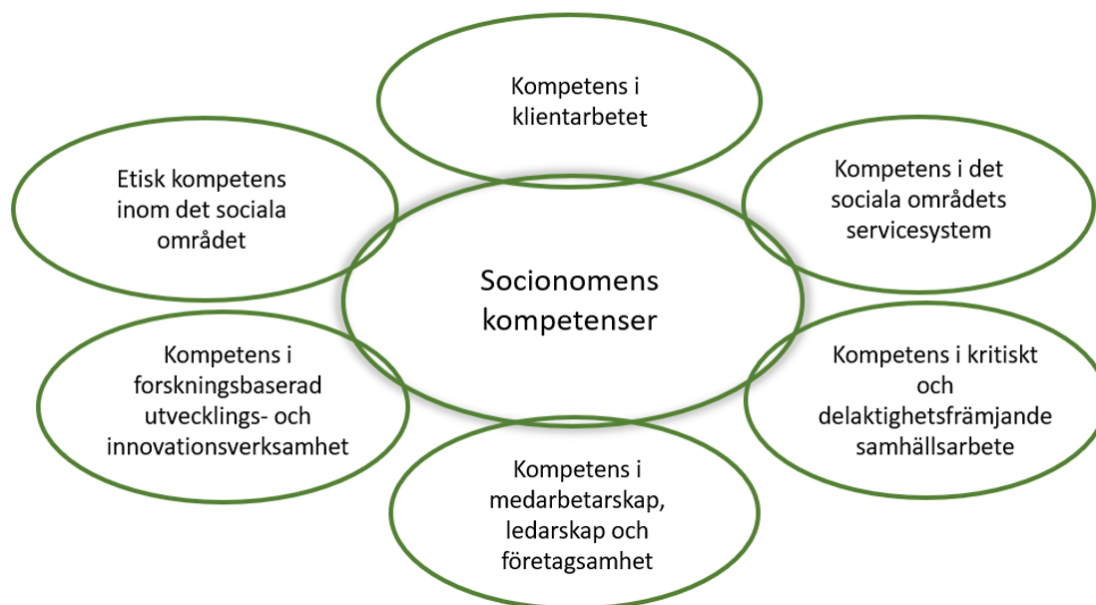 Kompetens i
klientarbetet
Etisk kompetens
inom det sociala
området
Kompetens i det
sociala områdets
servicesystem
Socionomens
kompetenser
Kompetens i
forskningsbaserad
utvecklings- och
innovationsverksamhet
Kompetens i kritiskt
och
delaktighetsfrämjande
samhällsarbete
Kompetens i
medarbetarskap,
ledarskap och
företagsamhet